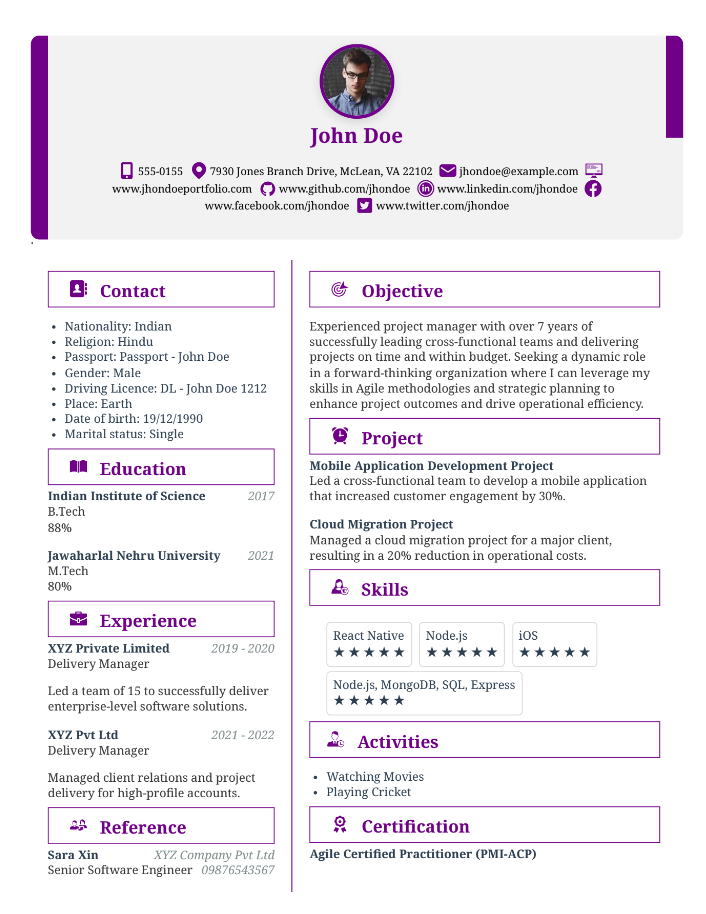 John Doe
555-0155 7930 Jones Branch Drive, McLean, VA 22102 jhondoe@example.com
www.jhondoeportfolio.com www.github.com/jhondoe www.linkedin.com/jhondoe
www.facebook.com/jhondoe www.twitter.com/jhondoe
.
Contact
• Nationality: Indian
• Religion: Hindu
• Passport: Passport - John Doe
• Gender: Male
• Driving Licence: DL - John Doe 1212
• Place: Earth
• Date of birth: 19/12/1990
• Marital status: Single
Education
Indian Institute of Science 2017
B.Tech
88%
Jawaharlal Nehru University 2021
M.Tech
80%
Experience
XYZ Private Limited 2019 - 2020
Delivery Manager
Led a team of 15 to successfully deliver
enterprise-level software solutions.
XYZ Pvt Ltd 2021 - 2022
Delivery Manager
Managed client relations and project
delivery for high-profile accounts.
Reference
Sara Xin XYZ Company Pvt Ltd
Senior Software Engineer 09876543567
Objective
Experienced project manager with over 7 years of
successfully leading cross-functional teams and delivering
projects on time and within budget. Seeking a dynamic role
in a forward-thinking organization where I can leverage my
skills in Agile methodologies and strategic planning to
enhance project outcomes and drive operational efficiency.
Project
Mobile Application Development Project
Led a cross-functional team to develop a mobile application
that increased customer engagement by 30%.
Cloud Migration Project
Managed a cloud migration project for a major client,
resulting in a 20% reduction in operational costs.
Skills
React Native Node.js iOS
★★★★★ ★★★★★ ★★★★★
Node.js, MongoDB, SQL, Express
★★★★★
Activities
• Watching Movies
• Playing Cricket
Certification
Agile Certified Practitioner (PMI-ACP)